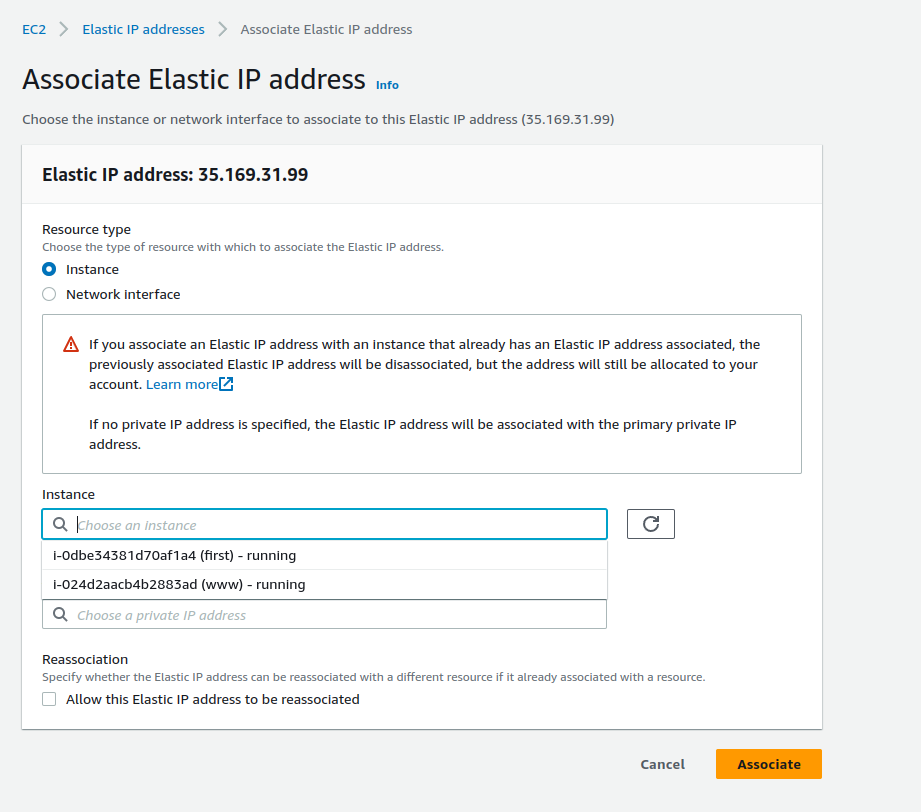 EC2 > Elastic IP addresses > Associate Elastic IP address
Associate Elastic IP address Info
Choose the instance or network interface to associate to this Elastic IP address (35.169.31.99)
Elastic IP address: 35.169.31.99
Resource type
Choose the type of resource with which to associate the Elastic IP address.
Instance
Network interface
If you associate an Elastic IP address with an instance that already has an Elastic IP address associated, the
previously associated Elastic IP address will be disassociated, but the address will still be allocated to your
account. Learn more
If no private IP address is specified, the Elastic IP address will be associated with the primary private IP
address.
Instance
Choose an instance
i-0dbe34381d70af1a4 (first) - running
i-024d2aacb4b2883ad (www) - running
Choose a private IP address
Reassociation
Specify whether the Elastic IP address can be reassociated with a different resource if it already associated with a resource.
Allow this Elastic IP address to be reassociated
Cancel
Associate